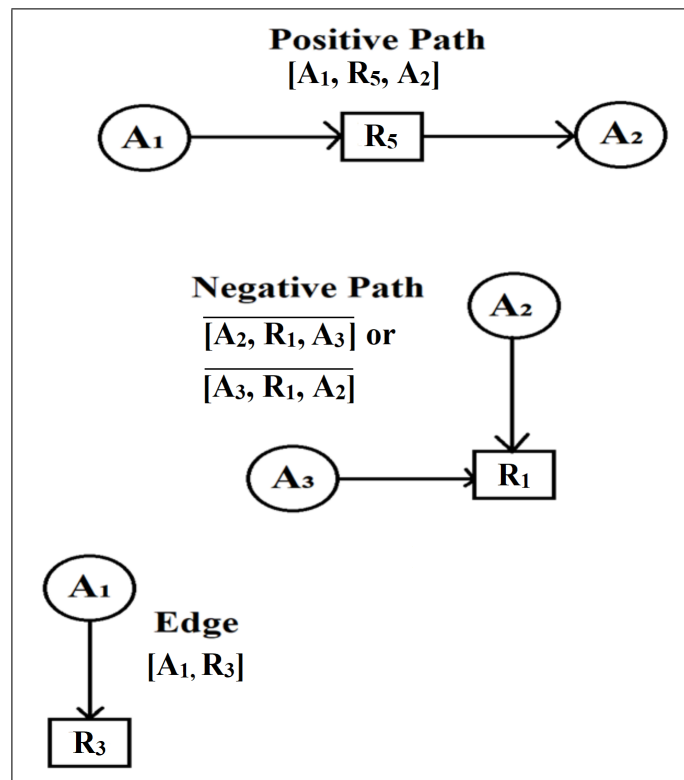 Positive Path
[A₁, R₅, A₂]
A₁
R₅
A₂
Negative Path
[A₂, R₁, A₃] or
[A₃, R₁, A₂]
A₂
A₃
R₁
A₁
Edge
[A₁, R₃]
R₃